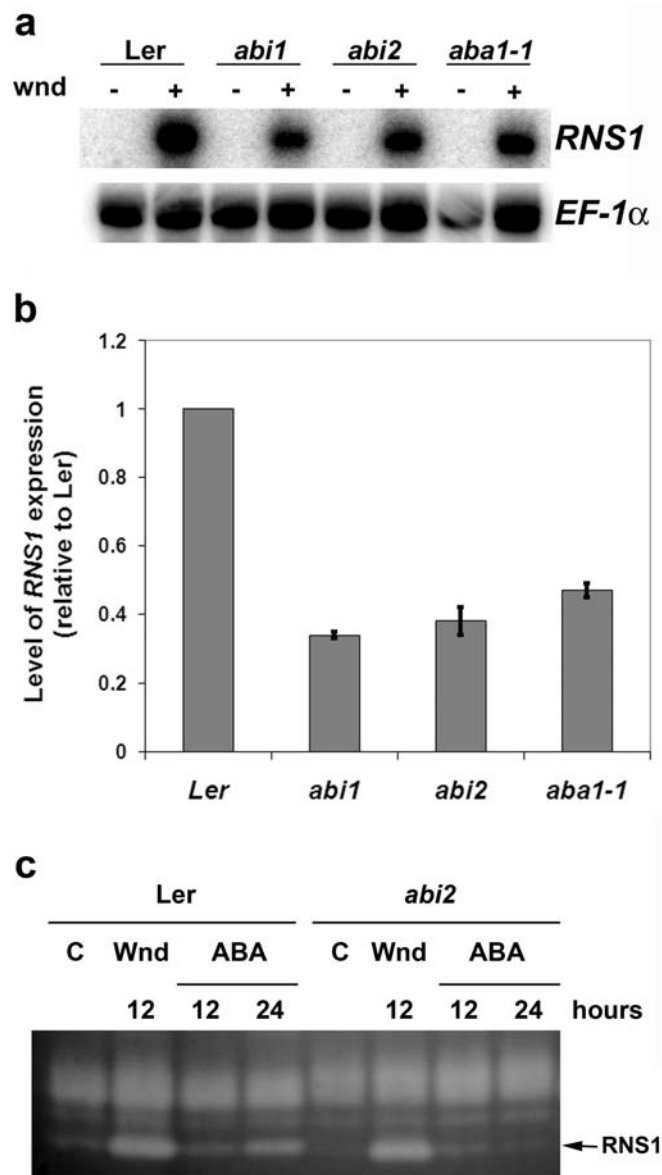 a
Ler abi1 abi2 aba1-1
wnd - + - + - + - +
RNS1
EF-1α
b
Level of RNS1 expression
(relative to Ler)
1.2
1
0.8
0.6
0.4
0.2
0
Ler abi1 abi2 aba1-1
c
Ler abi2
C Wnd ABA C Wnd ABA
12 12 24 12 12 24 hours
RNS1